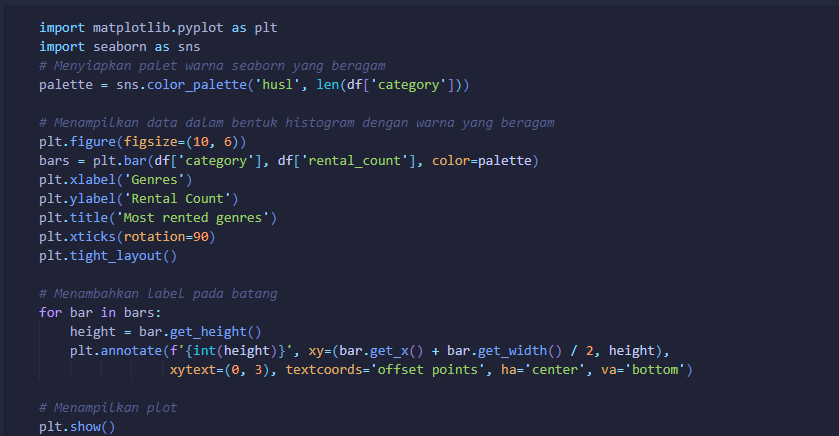 import matplotlib.pyplot as plt
import seaborn as sns
# Menyiapkan palet warna seaborn yang beragam
palette = sns.color_palette('husl', len(df['category']))
# Menampilkan data dalam bentuk histogram dengan warna yang beragam
plt.figure(figsize=(10, 6))
bars = plt.bar(df['category'], df['rental_count'], color=palette)
plt.xlabel('Genres')
plt.ylabel('Rental Count')
plt.title('Most rented genres')
plt.xticks(rotation=90)
plt.tight_layout()
# Menambahkan label pada batang
for bar in bars:
    height = bar.get_height()
    plt.annotate(f'{int(height)}', xy=(bar.get_x() + bar.get_width() / 2, height),
                 xytext=(0, 3), textcoords='offset points', ha='center', va='bottom')
# Menampilkan plot
plt.show()